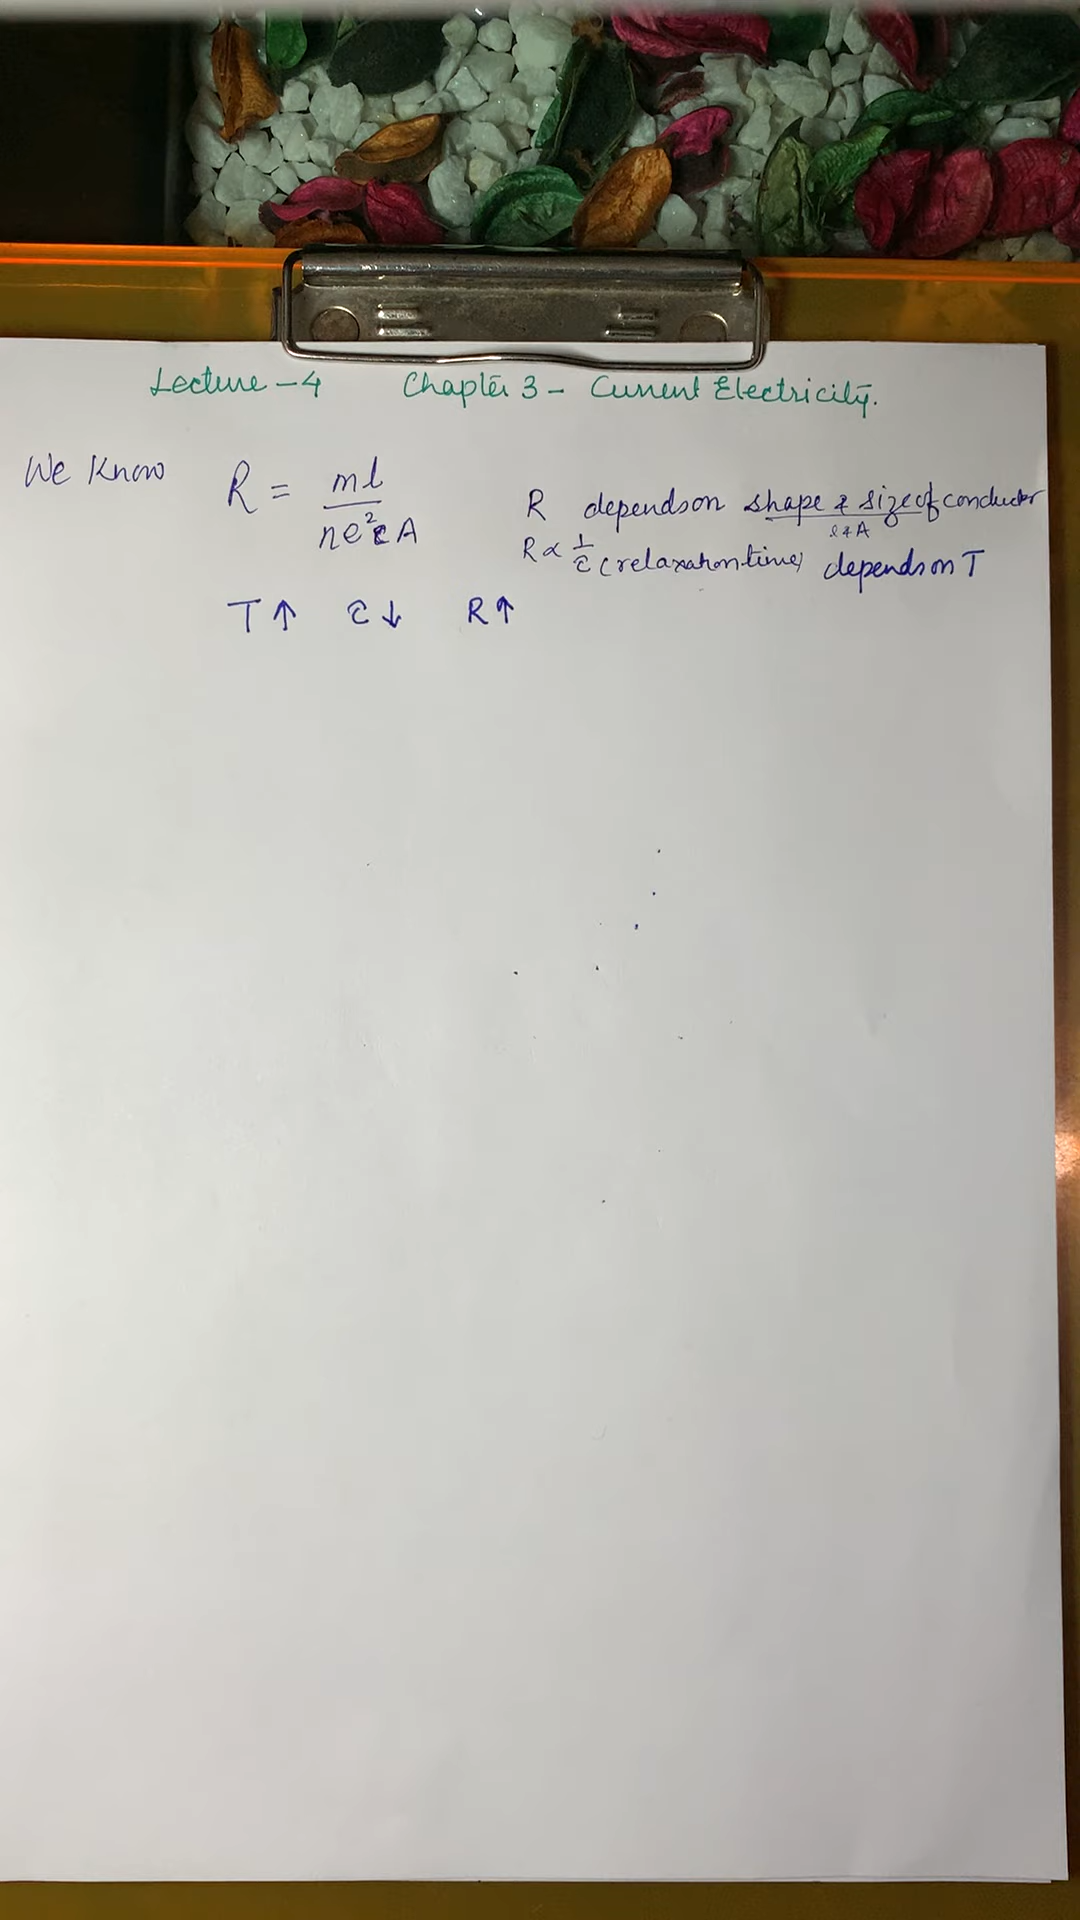 Lecture - 4 Chapter 3 - Current Electricity.
We Know R = ml / ne²τA
R depends on shape & size of conductor
l & A
R ∝ 1/τ (relaxation time) depends on T
T↑ τ↓ R↑